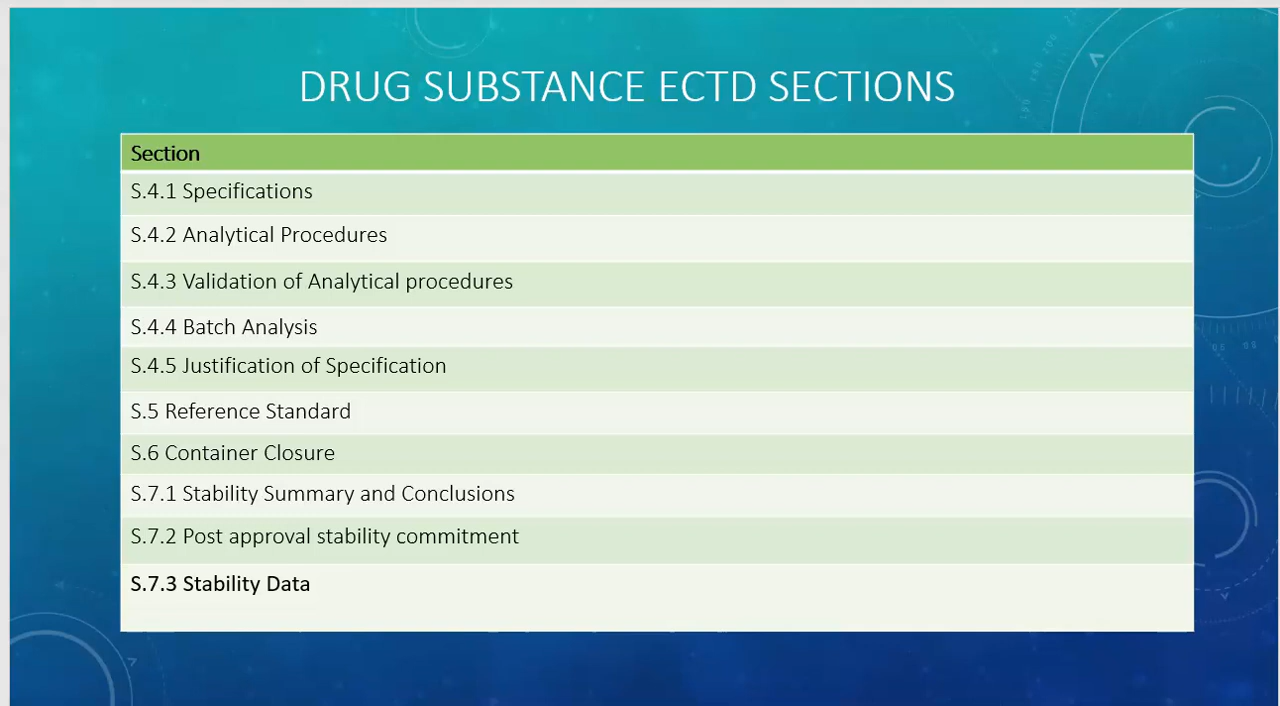 DRUG SUBSTANCE ECTD SECTIONS
Section
S.4.1 Specifications
S.4.2 Analytical Procedures
S.4.3 Validation of Analytical procedures
S.4.4 Batch Analysis
S.4.5 Justification of Specification
S.5 Reference Standard
S.6 Container Closure
S.7.1 Stability Summary and Conclusions
S.7.2 Post approval stability commitment
S.7.3 Stability Data